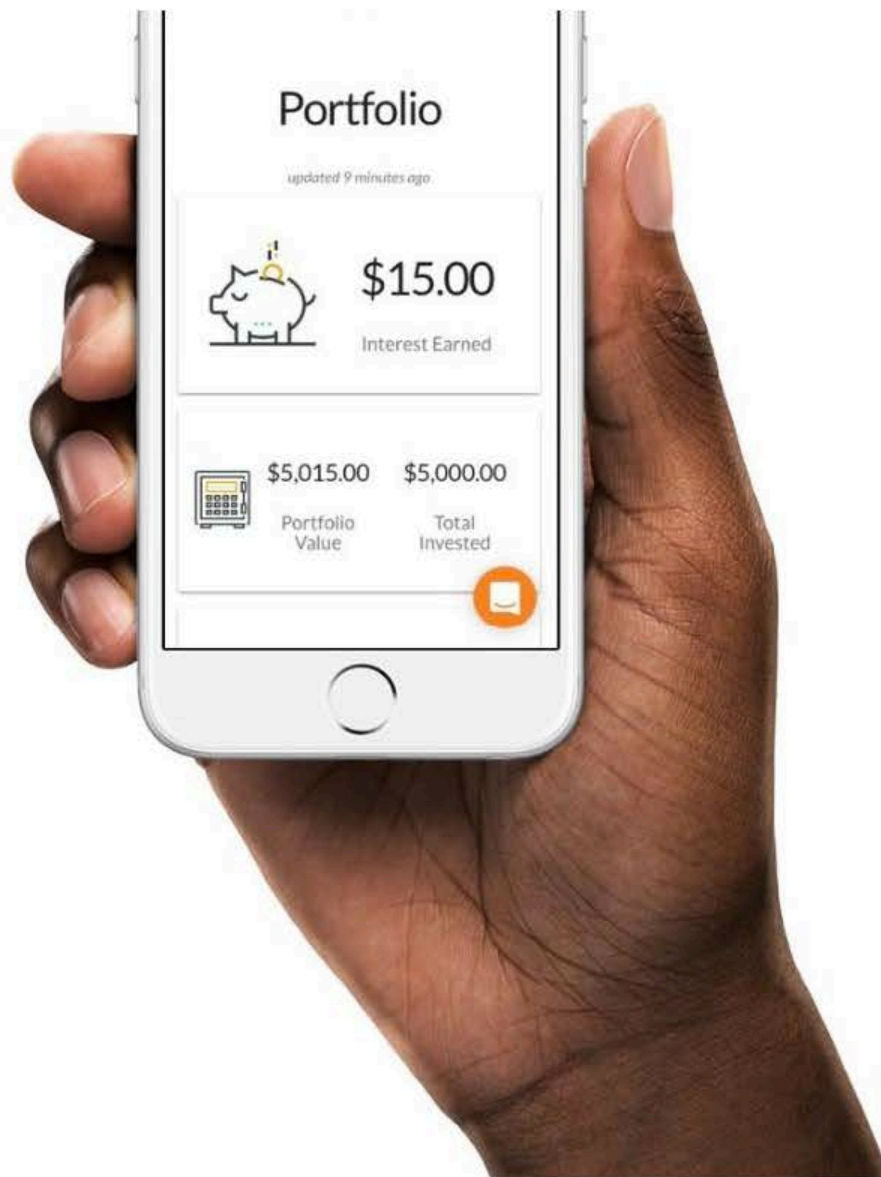 Portfolio
updated 9 minutes ago
$15.00
Interest Earned
$5,015.00 $5,000.00
Portfolio Total
Value Invested